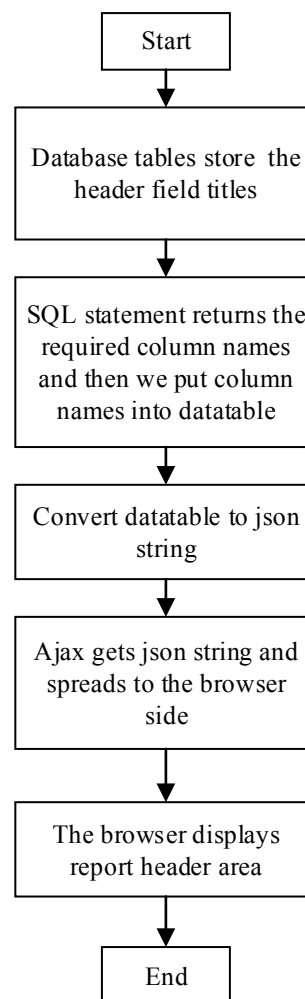 Start
Database tables store the
header field titles
SQL statement returns the
required column names
and then we put column
names into datatable
Convert datatable to json
string
Ajax gets json string and
spreads to the browser
side
The browser displays
report header area
End